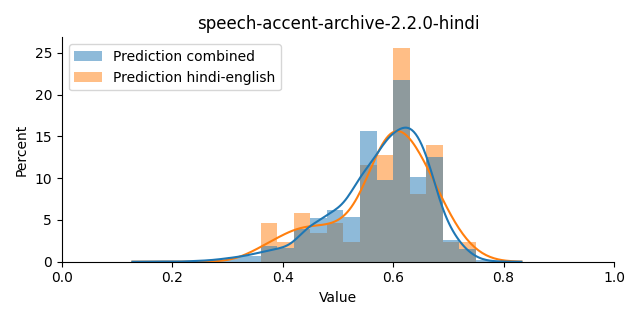 speech-accent-archive-2.2.0-hindi
Prediction combined
Prediction hindi-english
Percent
25
20
15
10
5
0
0.0 0.2 0.4 0.6 0.8 1.0
Value